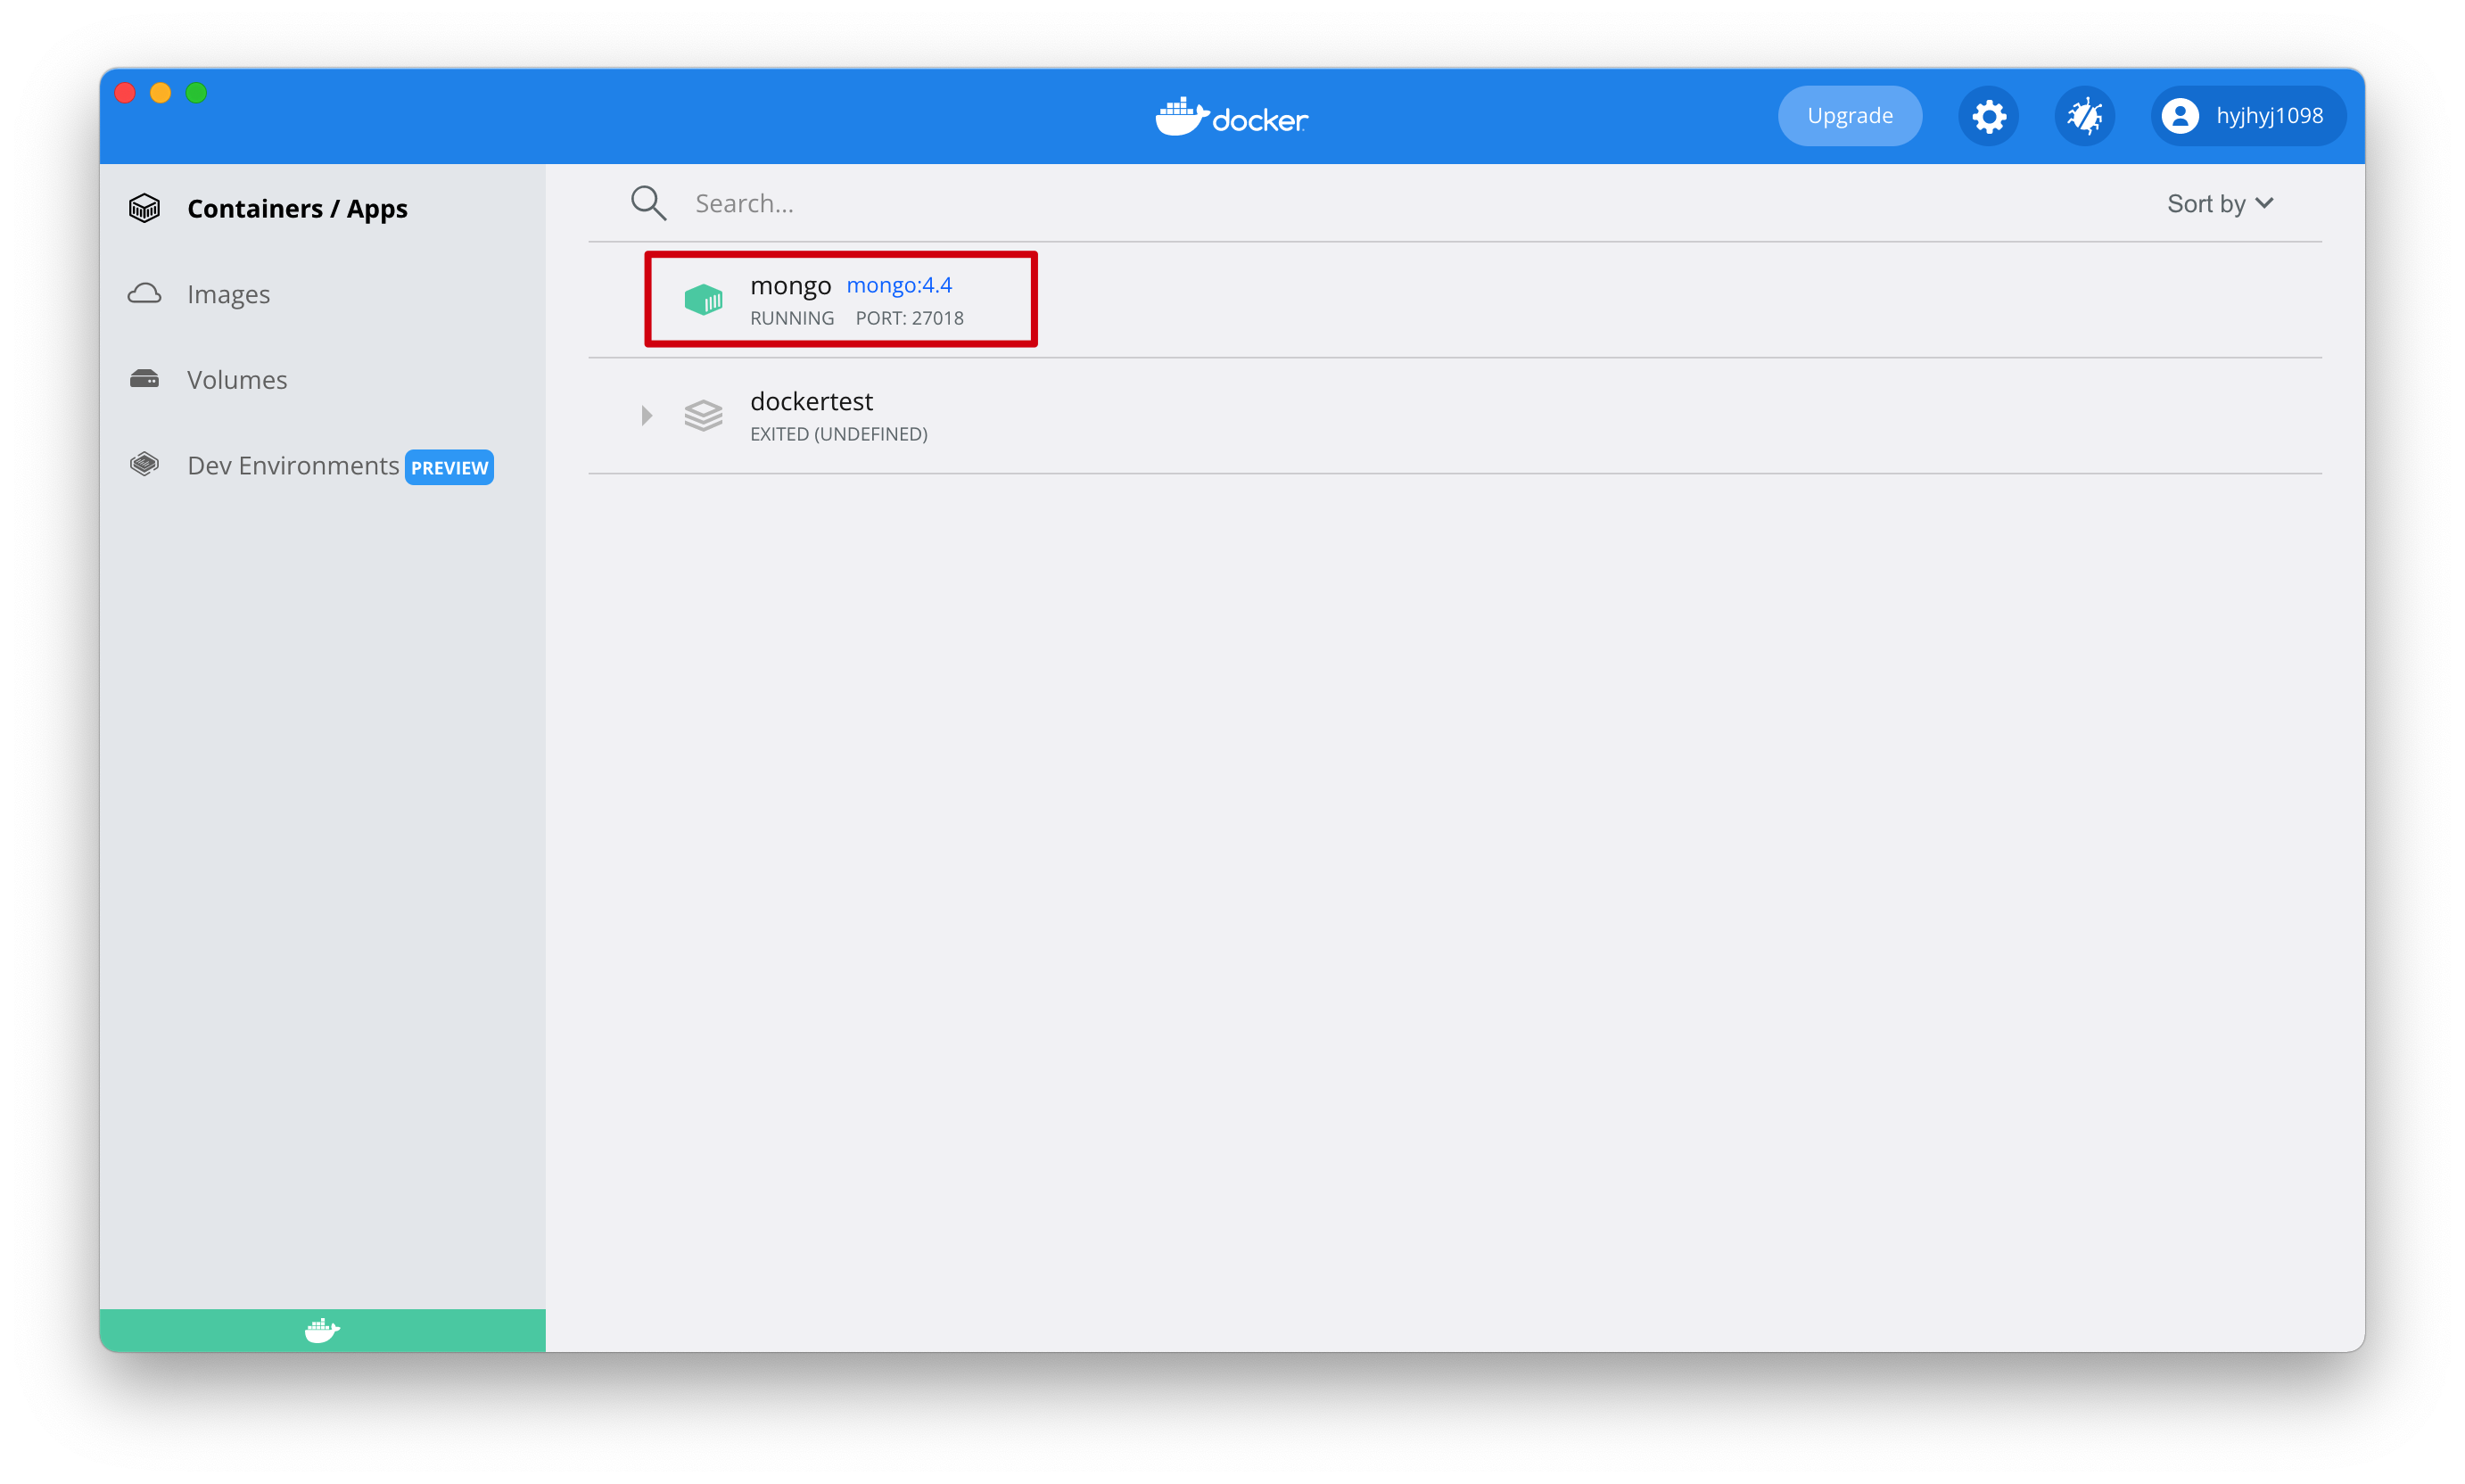 docker
Upgrade
hyjhyj1098
Containers / Apps
Images
Volumes
Dev Environments PREVIEW
Search...
Sort by
mongo mongo:4.4
RUNNING PORT: 27018
dockertest
EXITED (UNDEFINED)